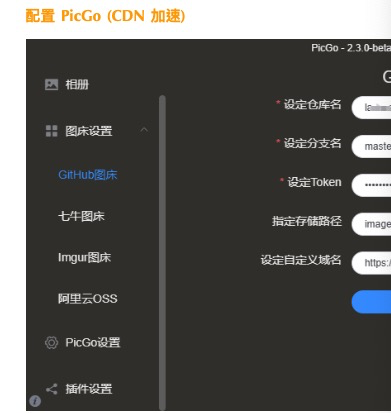 配置 PicGo (CDN 加速)
PicGo - 2.3.0-beta
相册
G
* 设定仓库名
图床设置
* 设定分支名
maste
GitHub图床
* 设定Token
七牛图床
指定存储路径
image
Imgur图床
设定自定义域名
https:/
阿里云OSS
PicGo设置
插件设置